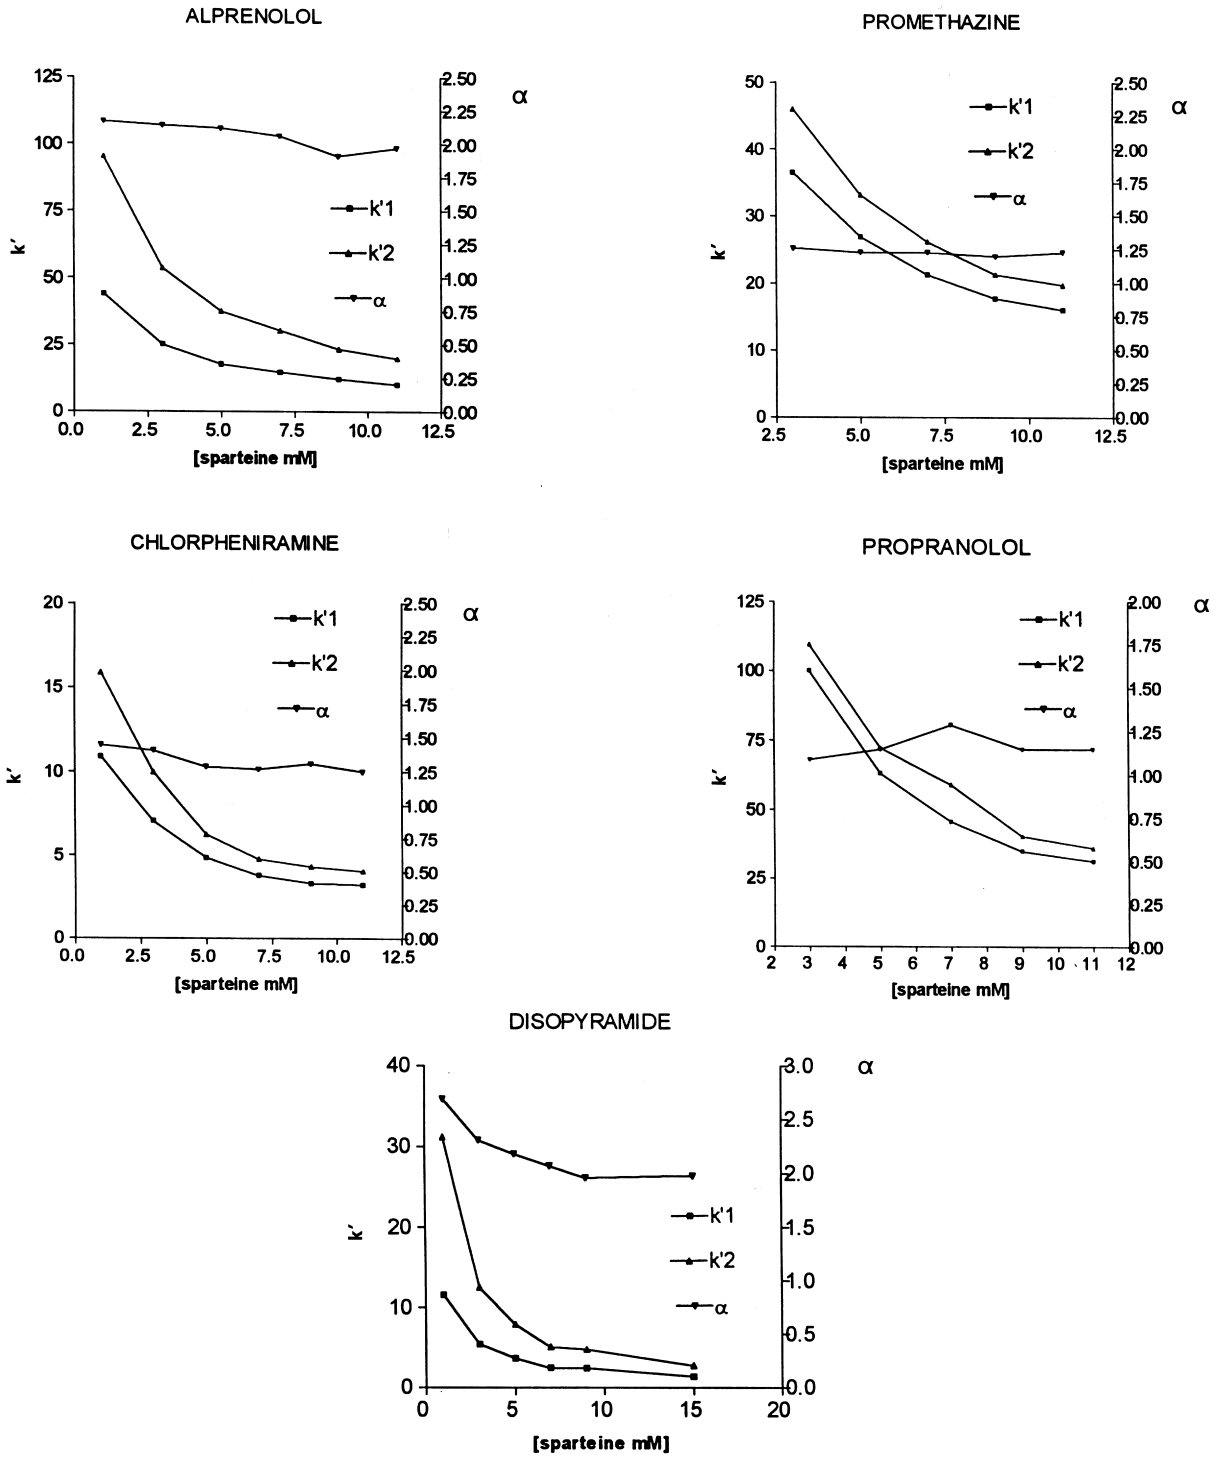 ALPRENOLOL
125
100
75
50
25
0
k′
2.50
2.25
2.00
1.75
1.50
1.25
1.00
0.75
0.50
0.25
0.00
α
k'1
k'2
α
0.0 2.5 5.0 7.5 10.0 12.5
[sparteine mM]
PROMETHAZINE
50
40
30
20
10
0
k′
2.50
2.25
2.00
1.75
1.50
1.25
1.00
0.75
0.50
0.25
0.00
α
k'1
k'2
α
2.5 5.0 7.5 10.0 12.5
[sparteine mM]
CHLORPHENIRAMINE
20
15
10
5
0
k′
2.50
2.25
2.00
1.75
1.50
1.25
1.00
0.75
0.50
0.25
0.00
α
k'1
k'2
α
0.0 2.5 5.0 7.5 10.0 12.5
[sparteine mM]
PROPRANOLOL
125
100
75
50
25
0
k′
2.00
1.75
1.50
1.25
1.00
0.75
0.50
0.25
0.00
α
k'1
k'2
α
2 3 4 5 6 7 8 9 10 11 12
[sparteine mM]
DISOPYRAMIDE
40
30
20
10
0
k′
3.0
2.5
2.0
1.5
1.0
0.5
0.0
α
k'1
k'2
α
0 5 10 15 20
[sparteine mM]